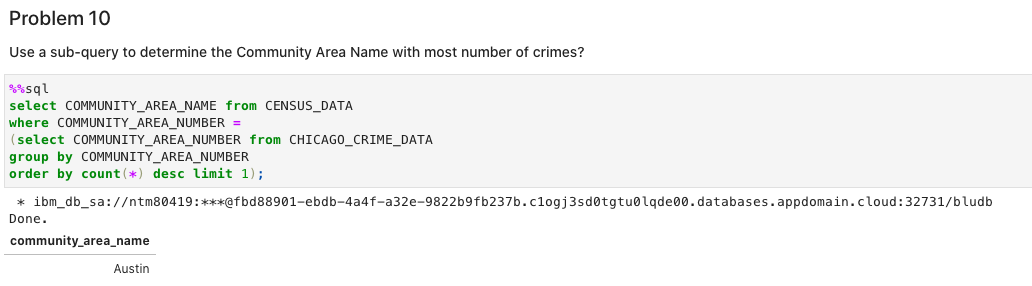 Problem 10
Use a sub-query to determine the Community Area Name with most number of crimes?
%%sql
select COMMUNITY_AREA_NAME from CENSUS_DATA
where COMMUNITY_AREA_NUMBER =
(select COMMUNITY_AREA_NUMBER from CHICAGO_CRIME_DATA
group by COMMUNITY_AREA_NUMBER
order by count(*) desc limit 1);
* ibm_db_sa://ntm80419:***@fbd88901-ebdb-4a4f-a32e-9822b9fb237b.c1ogj3sd0tgtu0lqde00.databases.appdomain.cloud:32731/bludb
Done.
community_area_name
Austin